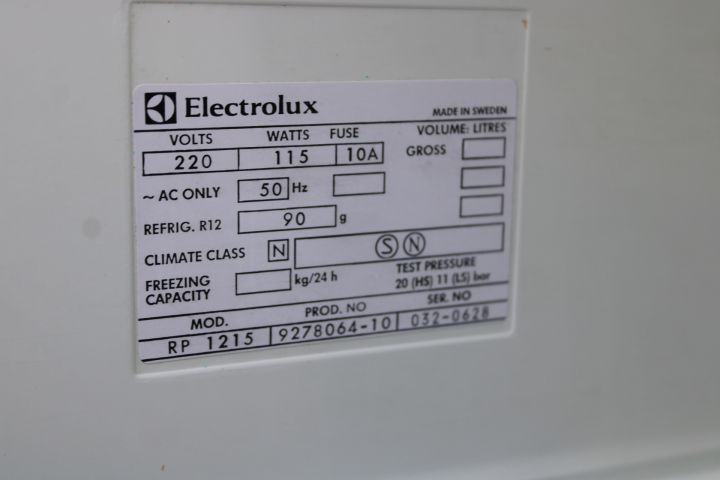 Electrolux
MADE IN SWEDEN
VOLTS WATTS FUSE VOLUME: LITRES
220 115 10A GROSS
~ AC ONLY 50 Hz
REFRIG. R12 90 g
CLIMATE CLASS N S N
FREEZING CAPACITY kg/24 h TEST PRESSURE
20 (HS) 11 (LS) bar
MOD. PROD. NO SER. NO
RP 1215 9278064-10 032-0628